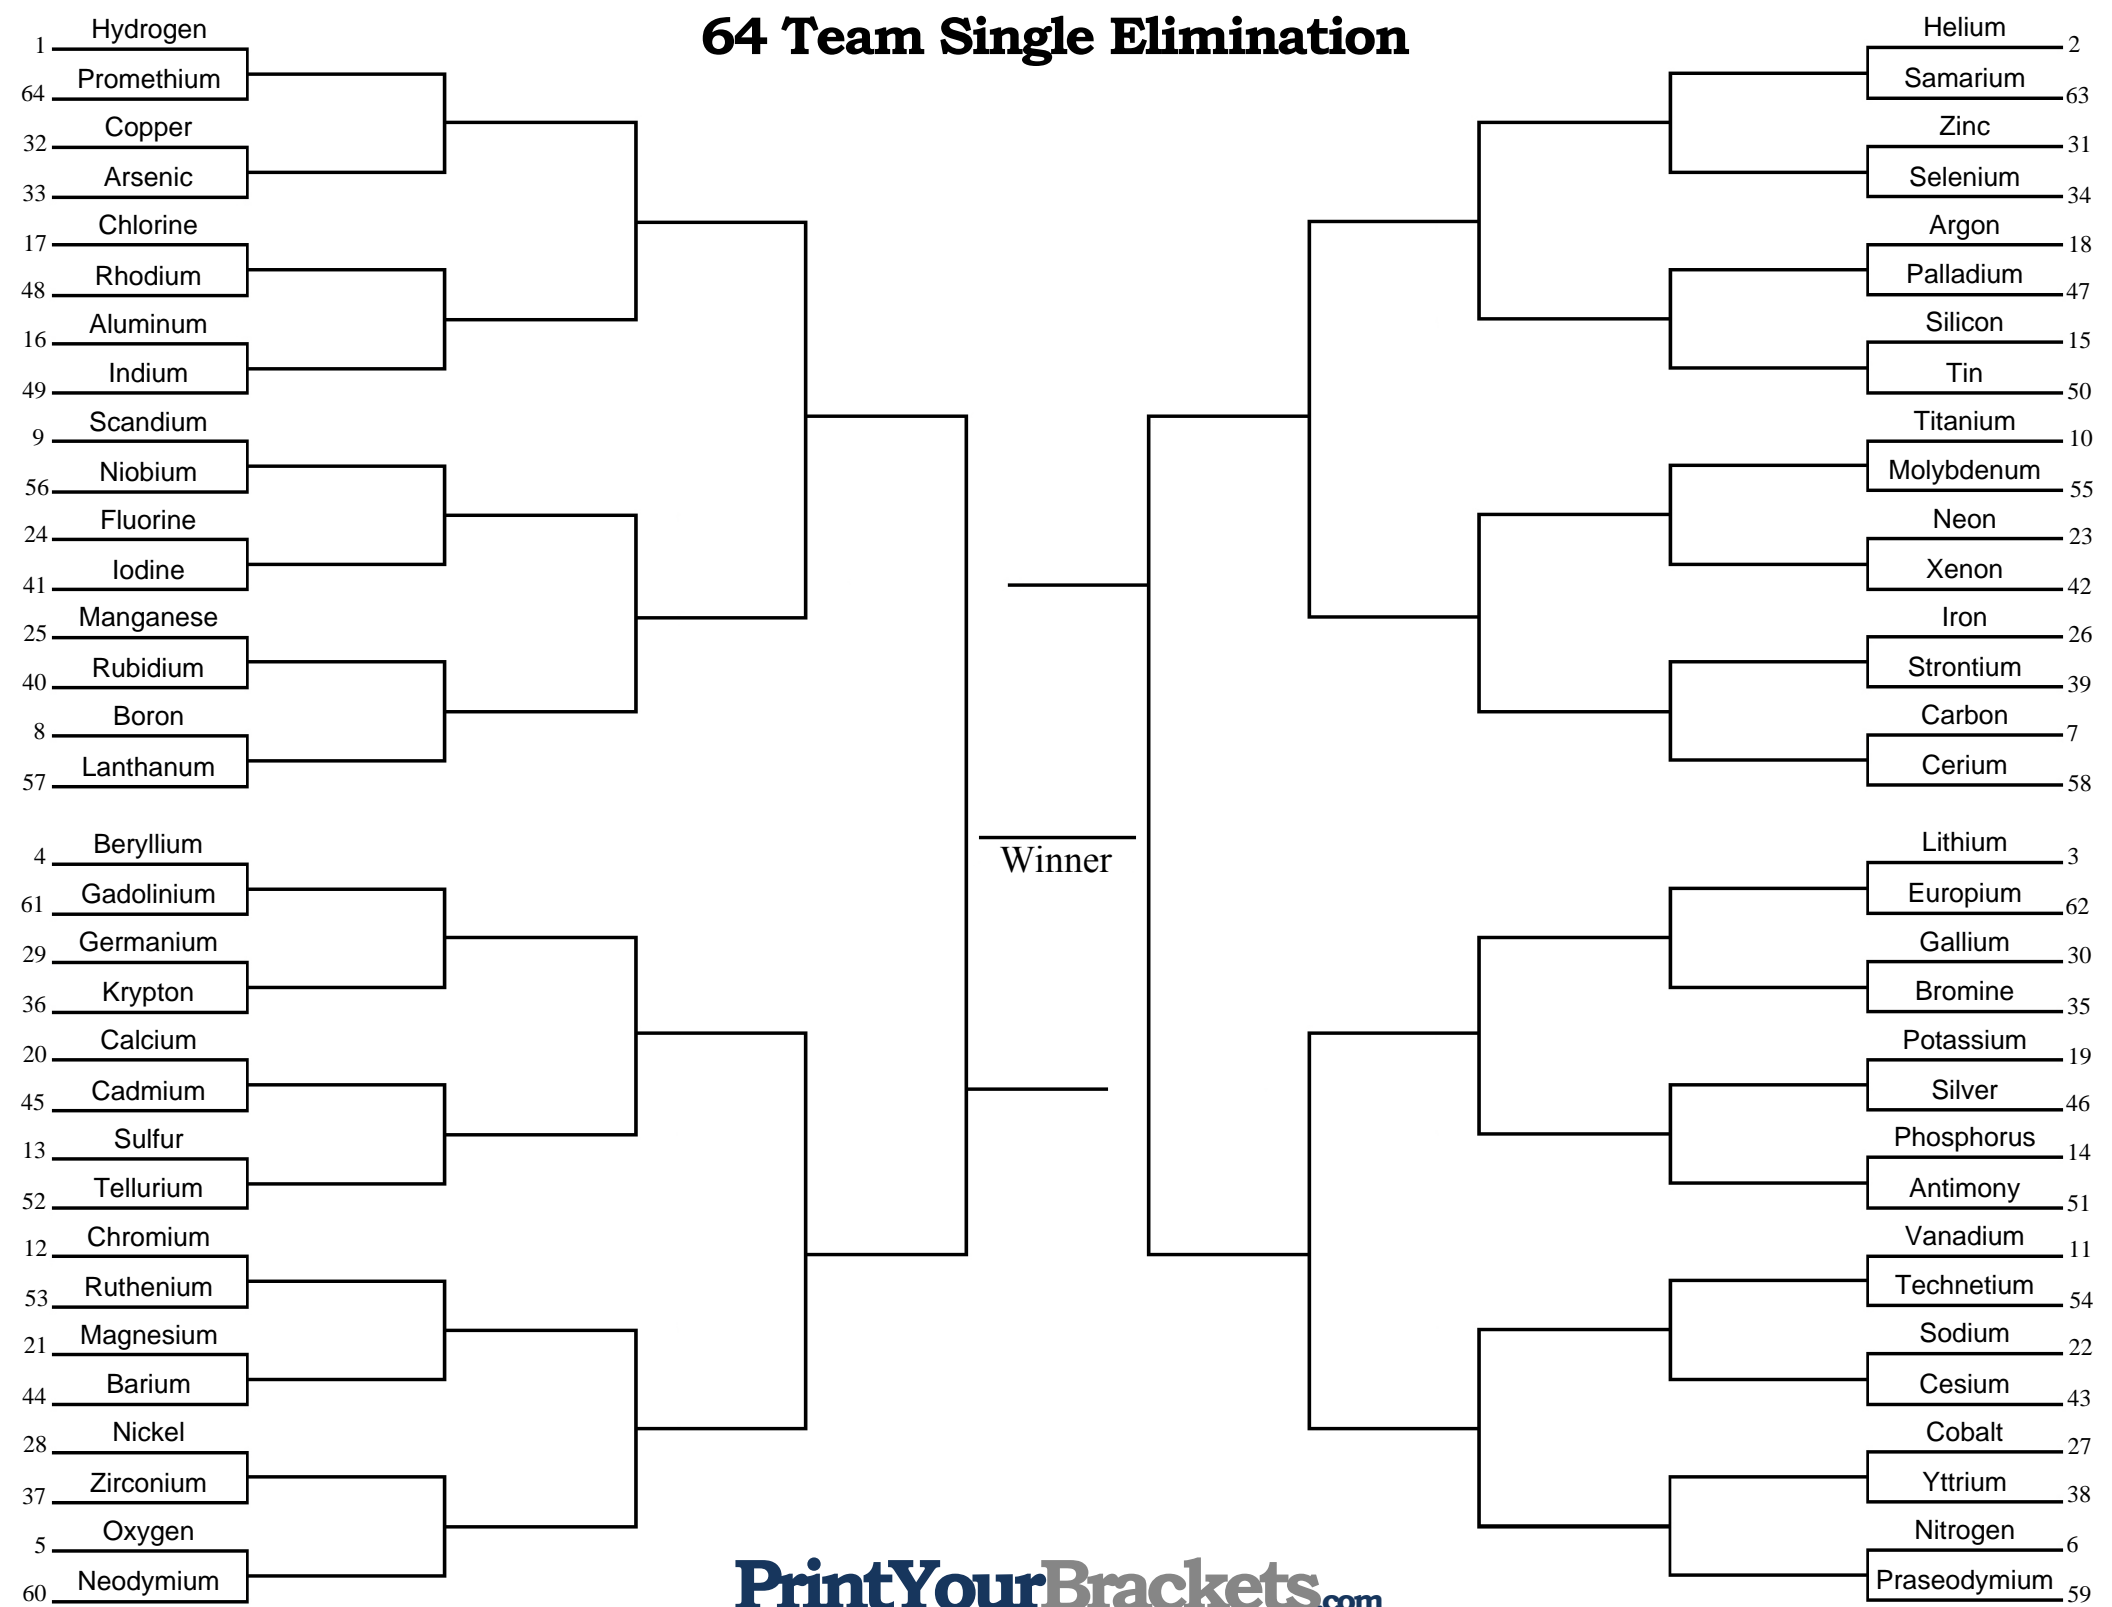 64 Team Single Elimination
Hydrogen
1
Promethium
64
Copper
32
Arsenic
33
Chlorine
17
Rhodium
48
Aluminum
16
Indium
49
Scandium
9
Niobium
56
Fluorine
24
Iodine
41
Manganese
25
Rubidium
40
Boron
8
Lanthanum
57
Beryllium
4
Gadolinium
61
Germanium
29
Krypton
36
Calcium
20
Cadmium
45
Sulfur
13
Tellurium
52
Chromium
12
Ruthenium
53
Magnesium
21
Barium
44
Nickel
28
Zirconium
37
Oxygen
5
Neodymium
60
Winner
Helium
2
Samarium
63
Zinc
31
Selenium
34
Argon
18
Palladium
47
Silicon
15
Tin
50
Titanium
10
Molybdenum
55
Neon
23
Xenon
42
Iron
26
Strontium
39
Carbon
7
Cerium
58
Lithium
3
Europium
62
Gallium
30
Bromine
35
Potassium
19
Silver
46
Phosphorus
14
Antimony
51
Vanadium
11
Technetium
54
Sodium
22
Cesium
43
Cobalt
27
Yttrium
38
Nitrogen
6
Praseodymium
59
PrintYourBrackets.com